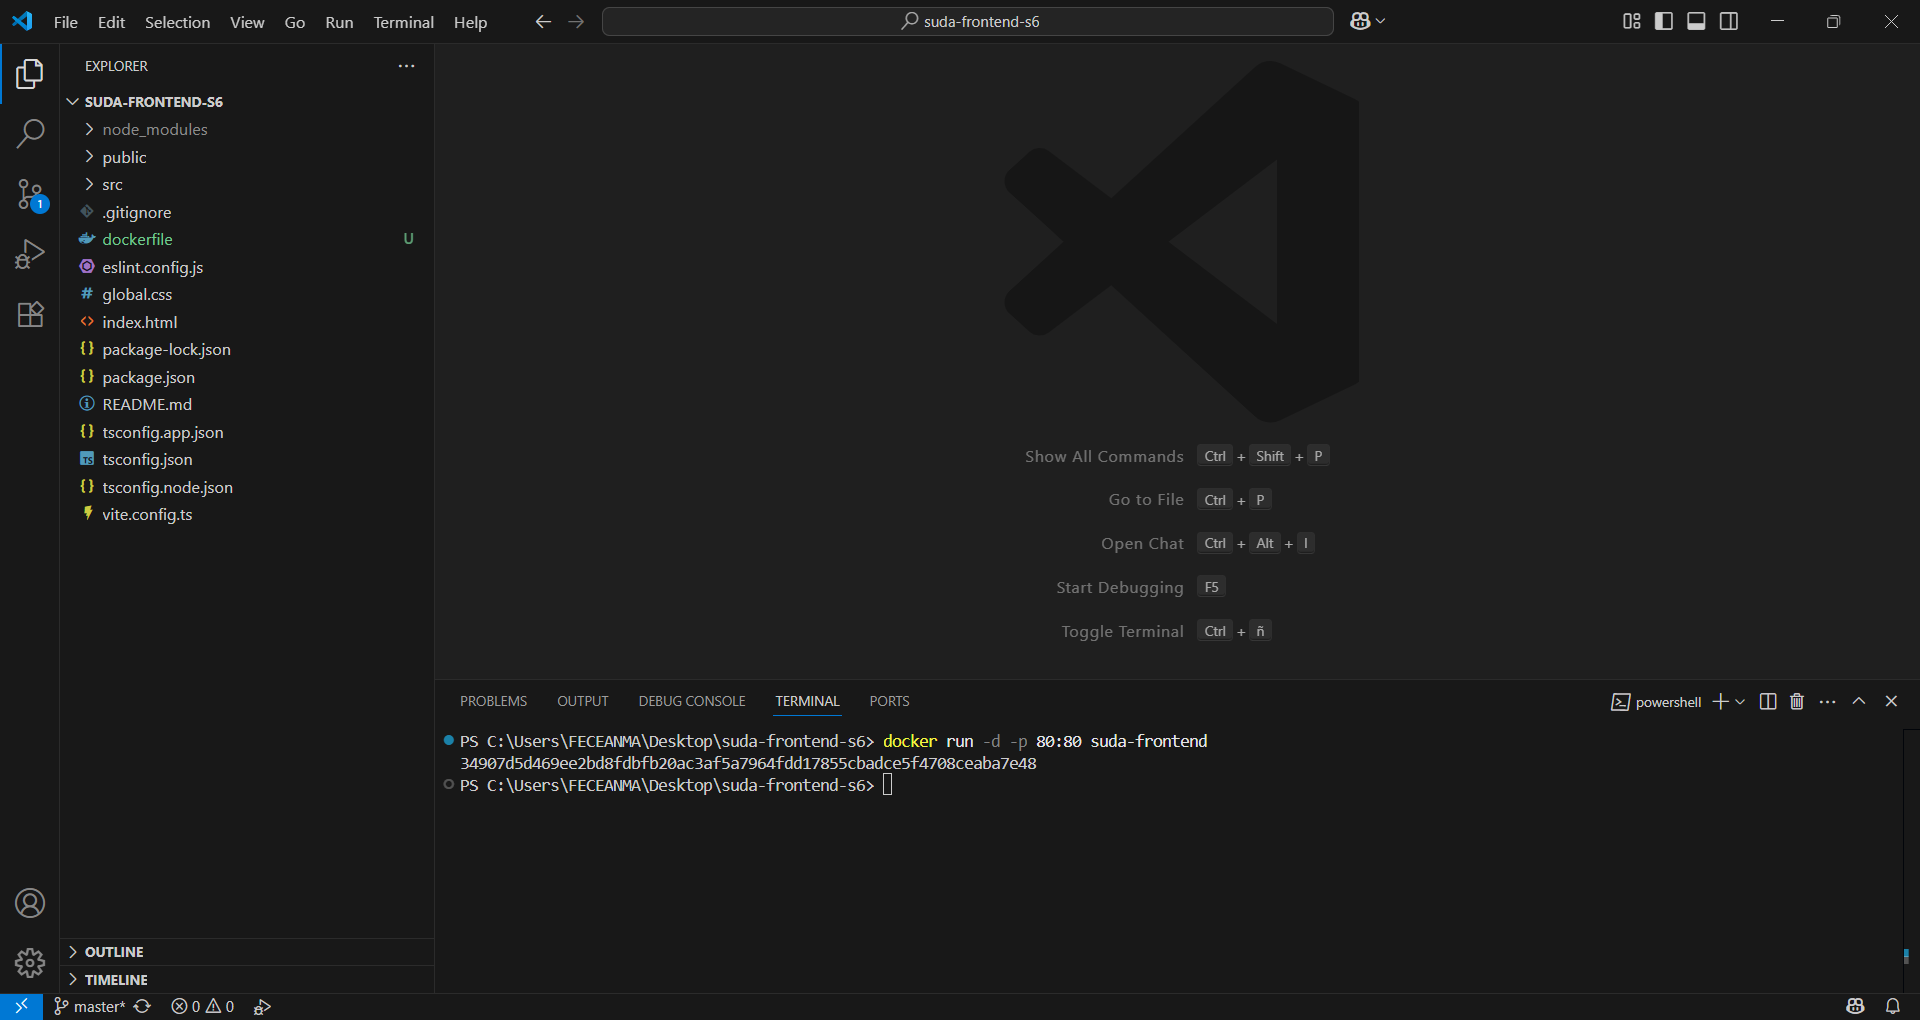 File Edit Selection View Go Run Terminal Help
suda-frontend-s6
EXPLORER
SUDA-FRONTEND-S6
node_modules
public
src
.gitignore
dockerfile U
eslint.config.js
global.css
index.html
package-lock.json
package.json
README.md
tsconfig.app.json
tsconfig.json
tsconfig.node.json
vite.config.ts
OUTLINE
TIMELINE
1
Show All Commands Ctrl + Shift + P
Go to File Ctrl + P
Open Chat Ctrl + Alt + I
Start Debugging F5
Toggle Terminal Ctrl + ñ
PROBLEMS OUTPUT DEBUG CONSOLE TERMINAL PORTS
powershell
PS C:\Users\FECEANMA\Desktop\suda-frontend-s6> docker run -d -p 80:80 suda-frontend
34907d5d469ee2bd8fdbfb20ac3af5a7964fdd17855cbadce5f4708ceaba7e48
PS C:\Users\FECEANMA\Desktop\suda-frontend-s6>
master* 0 0